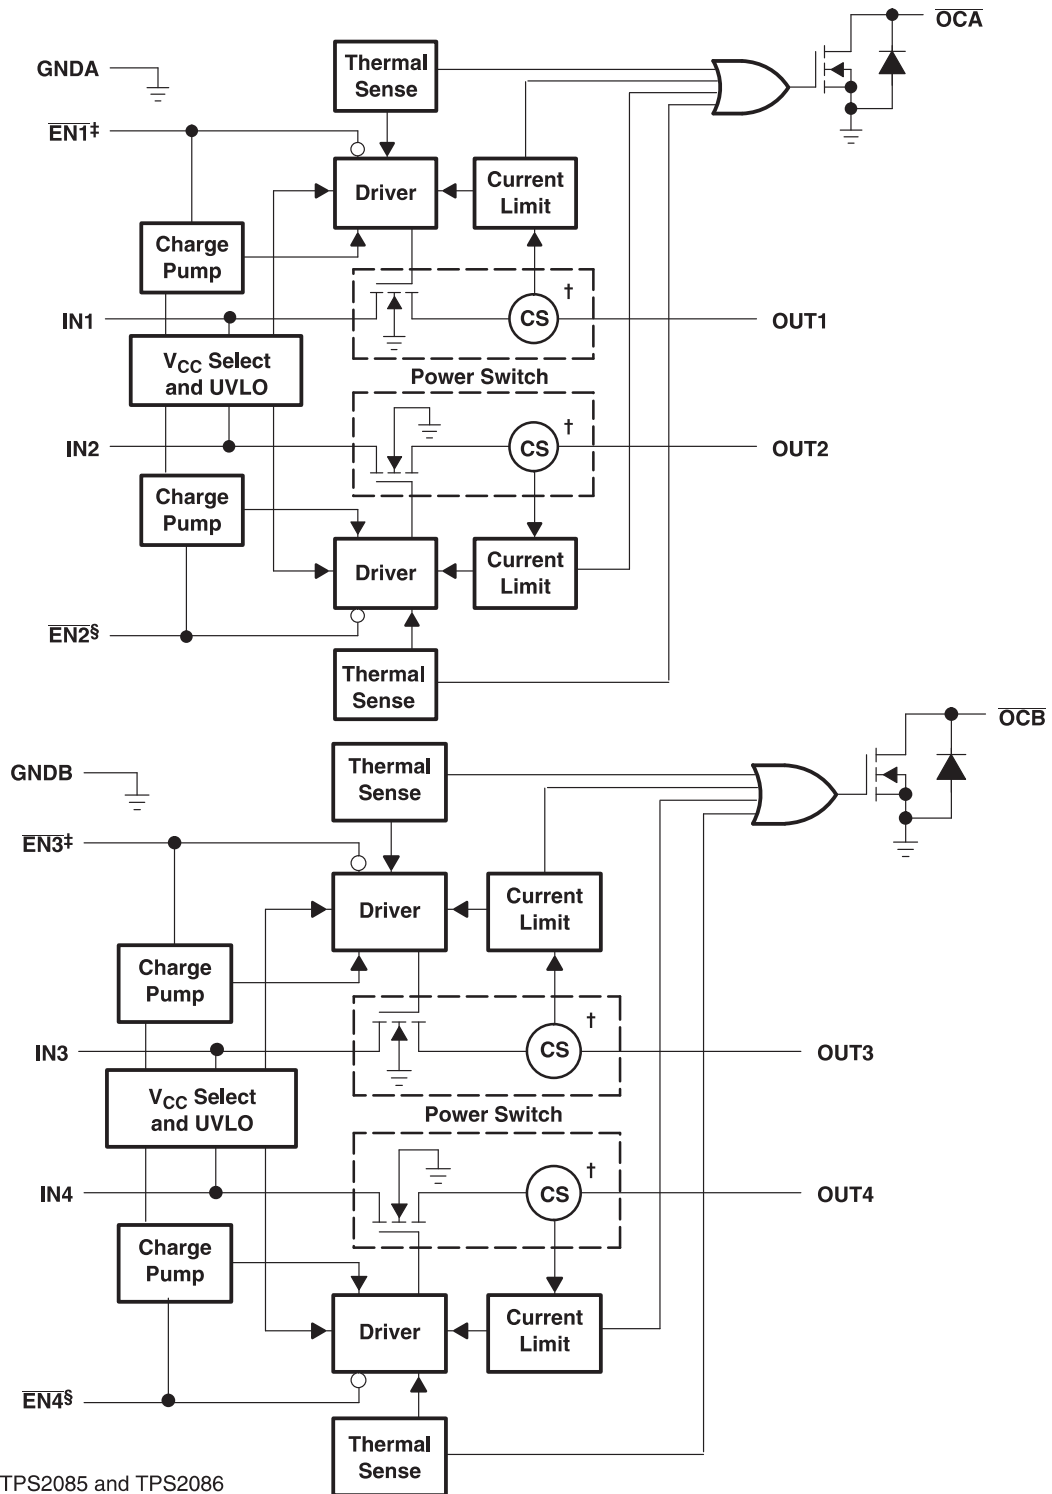 OCA
GNDA
Thermal
Sense
EN1‡
Driver
Current
Limit
Charge
Pump
†
IN1
CS
OUT1
VCC Select
and UVLO
Power Switch
†
IN2
CS
OUT2
Charge
Pump
Driver
Current
Limit
EN2§
Thermal
Sense
OCB
GNDB
Thermal
Sense
EN3‡
Driver
Current
Limit
Charge
Pump
†
IN3
CS
OUT3
VCC Select
and UVLO
Power Switch
†
IN4
CS
OUT4
Charge
Pump
Driver
Current
Limit
EN4§
Thermal
Sense
TPS2085 and TPS2086